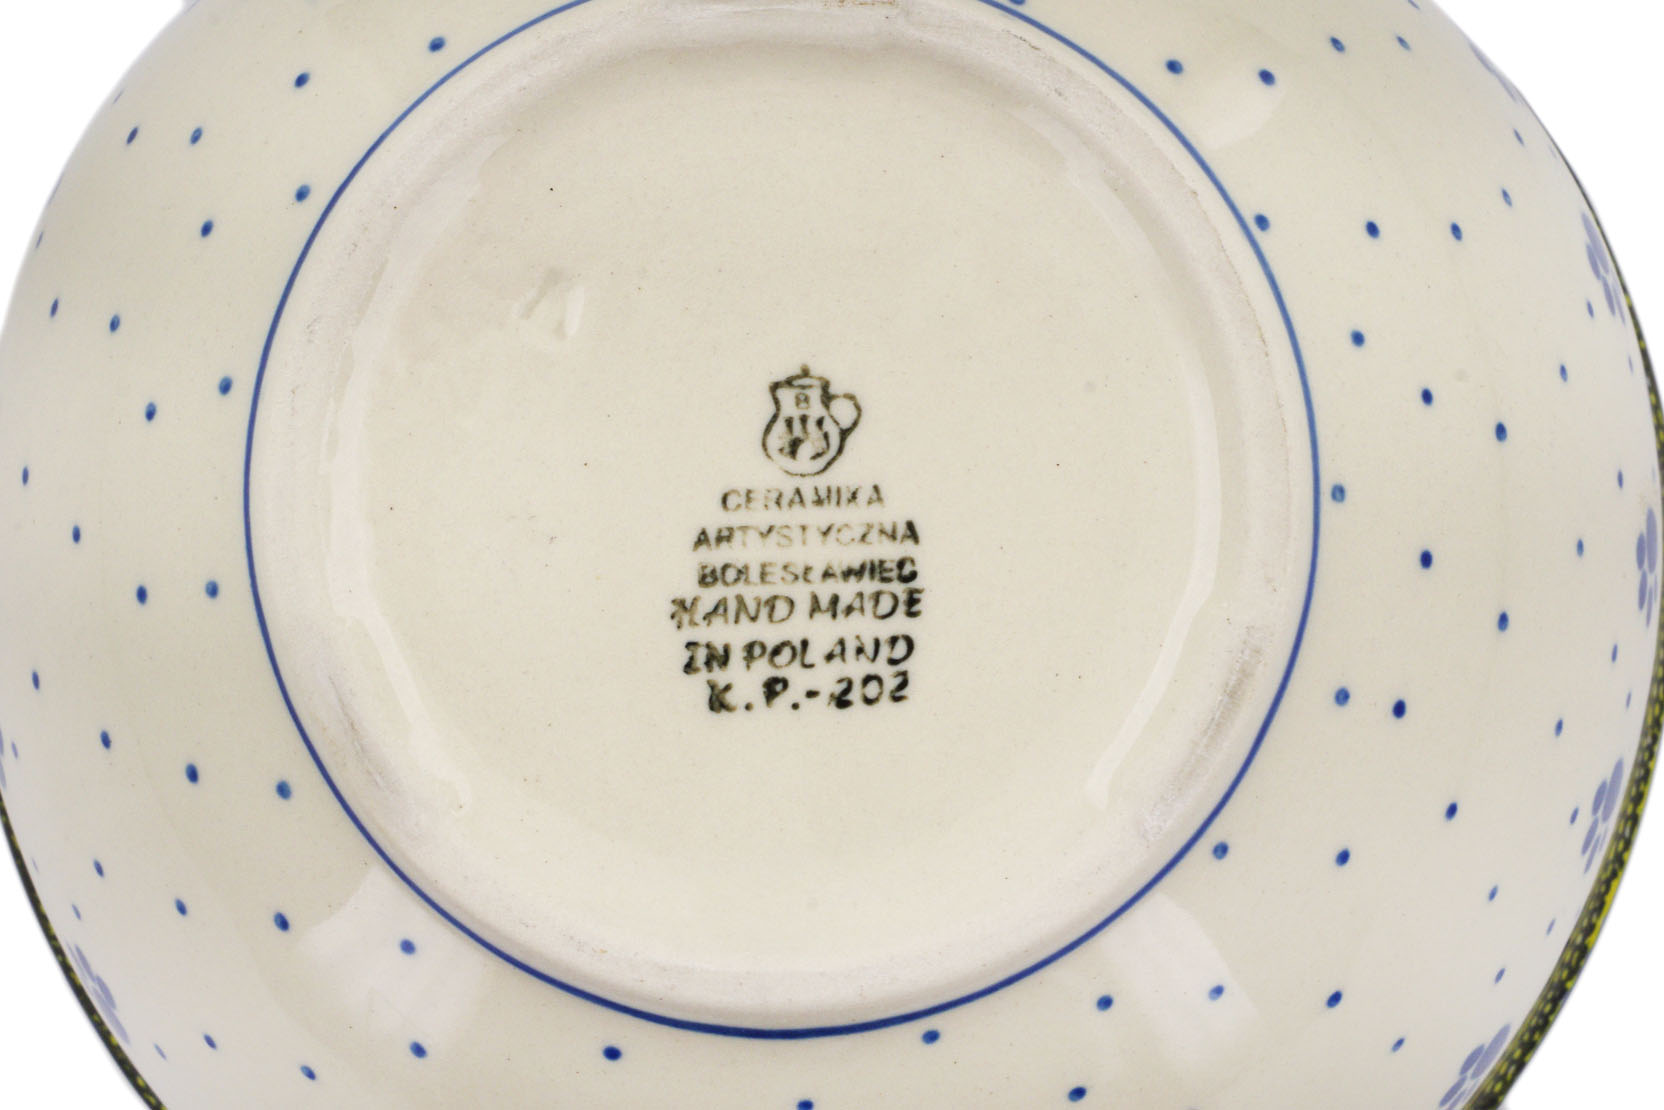 B
CERAMIKA
ARTYSTYCZNA
BOLESŁAWIEC
HAND MADE
IN POLAND
K.P.-202